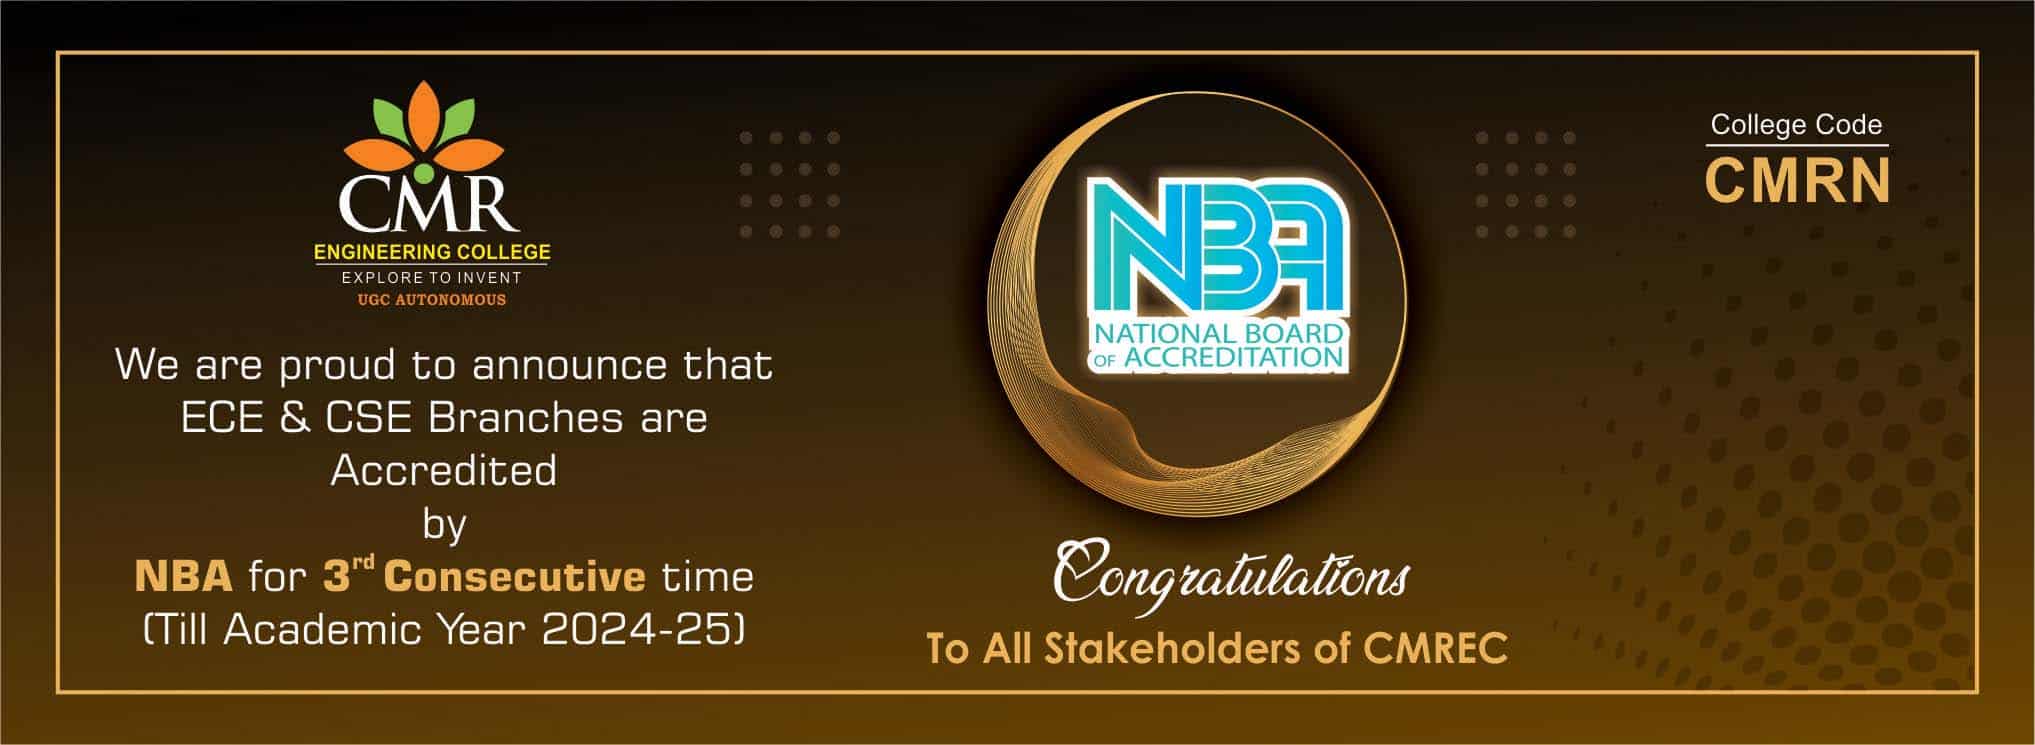 CMR
ENGINEERING COLLEGE
EXPLORE TO INVENT
UGC AUTONOMOUS
We are proud to announce that
ECE & CSE Branches are
Accredited
by
NBA for 3rd Consecutive time
(Till Academic Year 2024-25)
NBA
NATIONAL BOARD
OF ACCREDITATION
Congratulations
To All Stakeholders of CMREC
College Code
CMRN